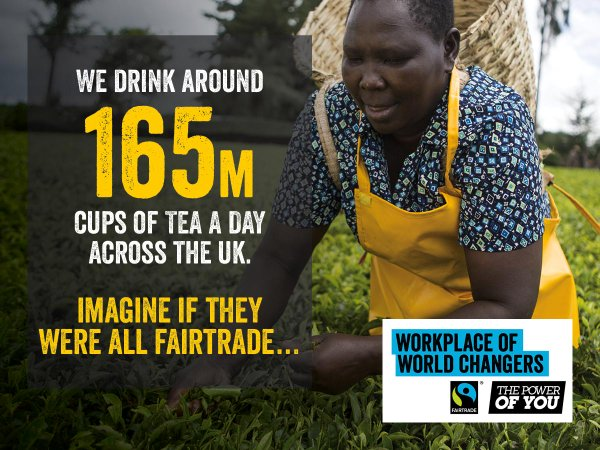 WE DRINK AROUND
165M
CUPS OF TEA A DAY
ACROSS THE UK.
IMAGINE IF THEY
WERE ALL FAIRTRADE...
WORKPLACE OF
WORLD CHANGERS
®
FAIRTRADE
THE POWER
OF YOU